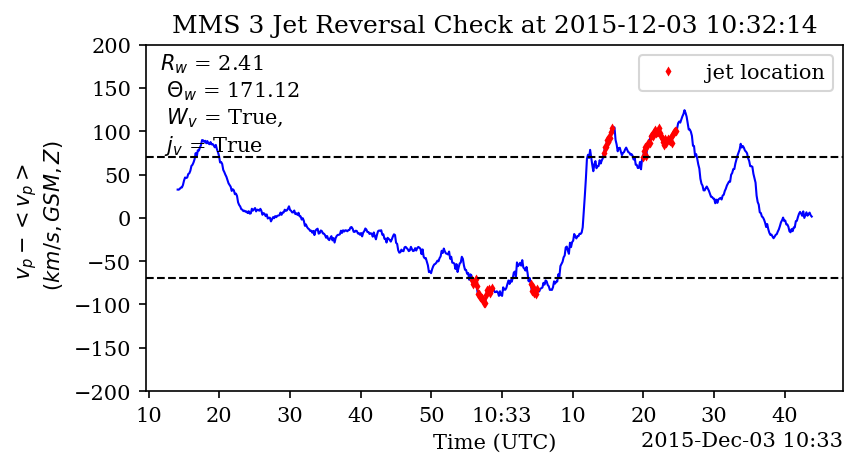 MMS 3 Jet Reversal Check at 2015-12-03 10:32:14
R_w = 2.41
Θ_w = 171.12
W_v = True,
j_v = True
jet location
200
150
100
50
0
−50
−100
−150
−200
v_p − < v_p >
(km/s, GSM, Z)
10 20 30 40 50 10:33 10 20 30 40
Time (UTC)
2015-Dec-03 10:33